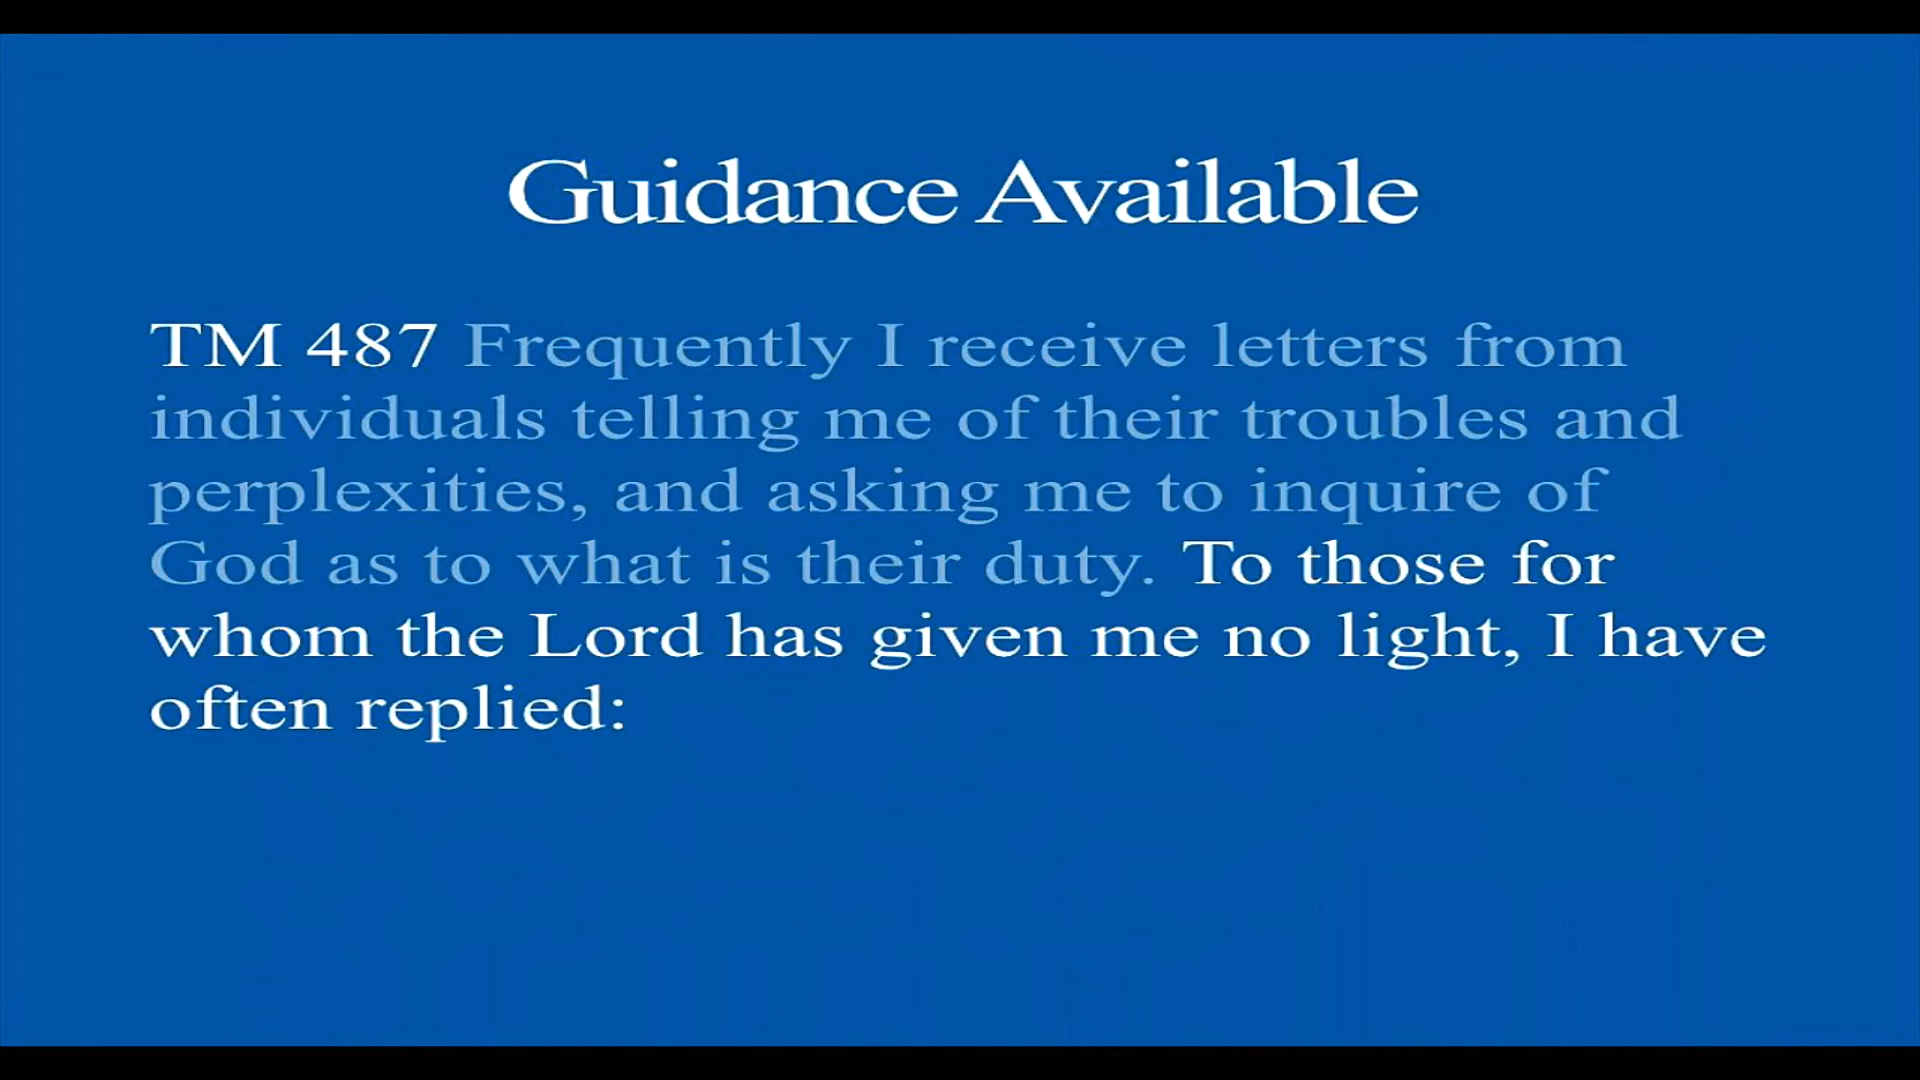 Guidance Available
TM 487 Frequently I receive letters from
individuals telling me of their troubles and
perplexities, and asking me to inquire of
God as to what is their duty. To those for
whom the Lord has given me no light, I have
often replied: